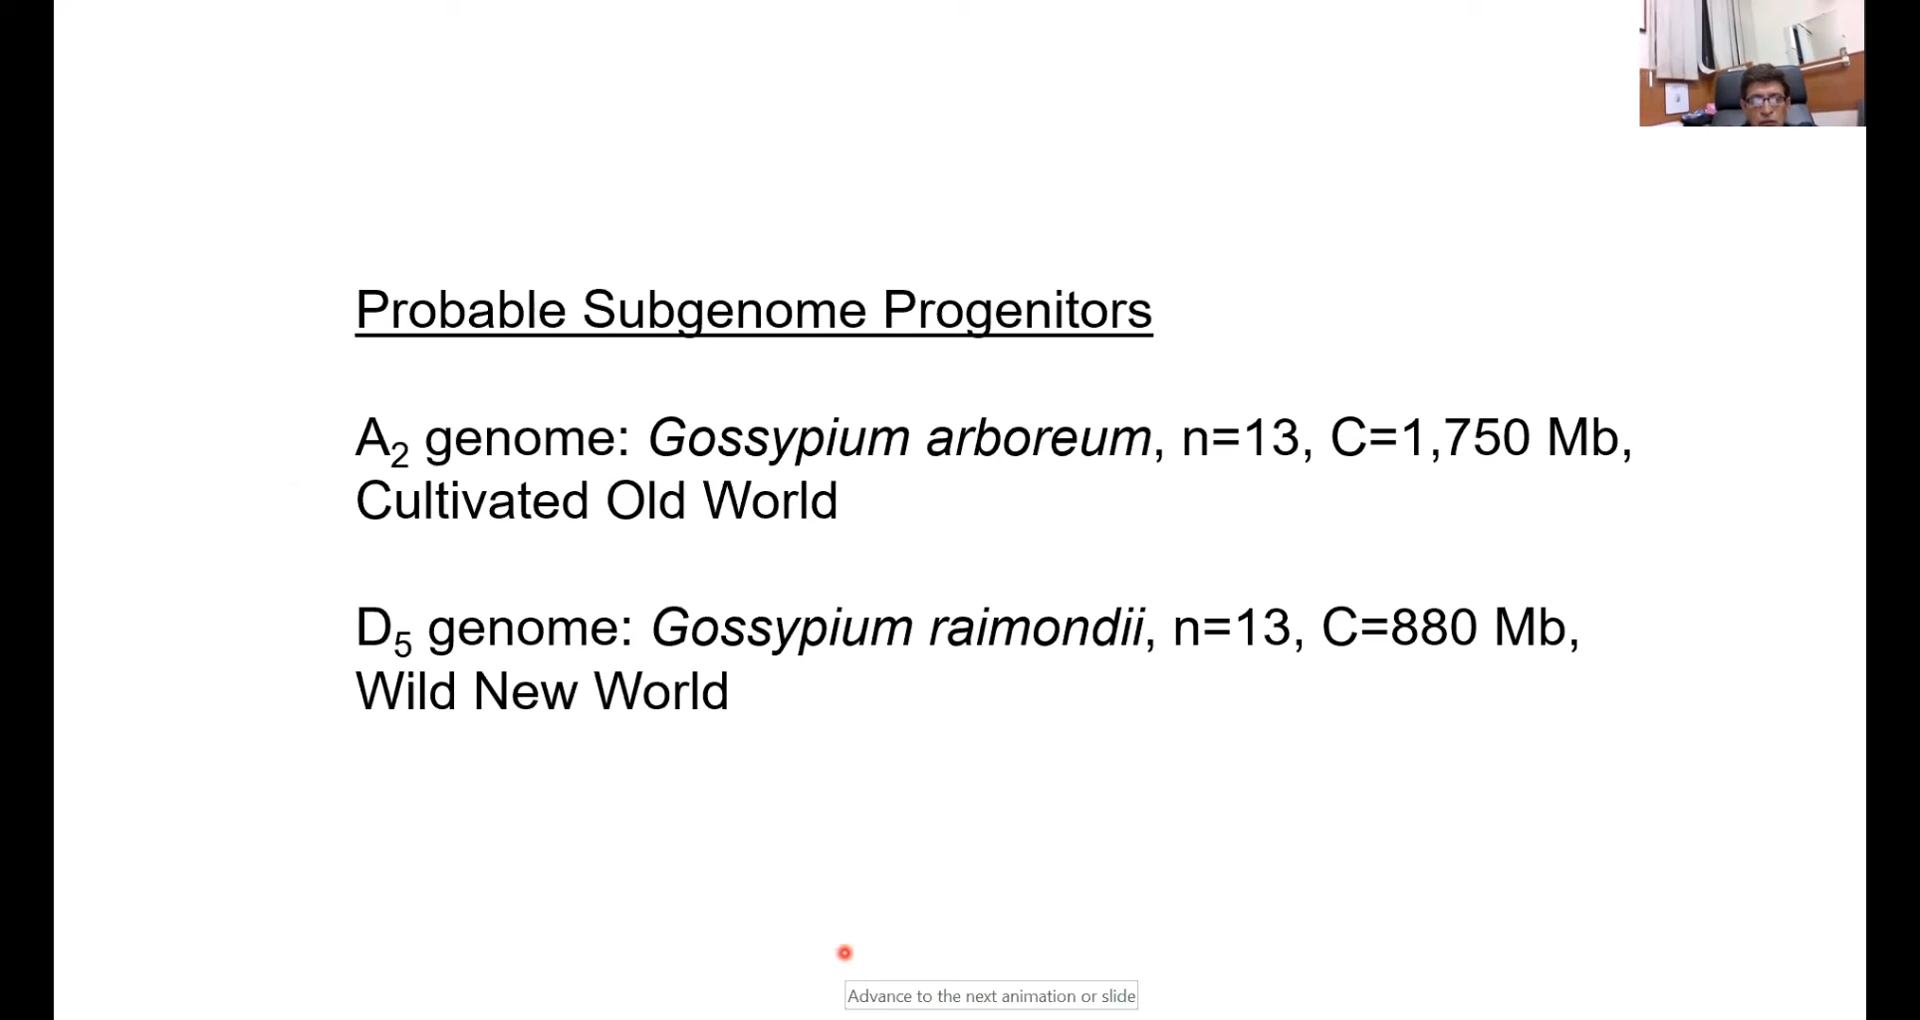 Probable Subgenome Progenitors
A₂ genome: Gossypium arboreum, n=13, C=1,750 Mb,
Cultivated Old World
D₅ genome: Gossypium raimondii, n=13, C=880 Mb,
Wild New World
Advance to the next animation or slide